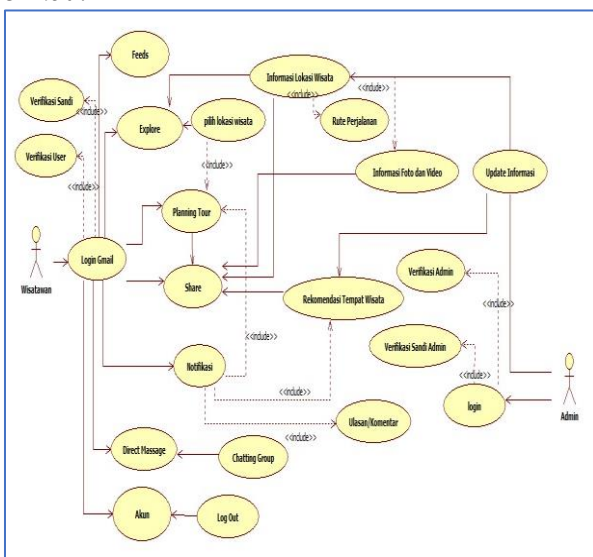 Feeds
Verifikasi Sandi
<<include>>
Informasi Lokasi Wisata
<<include>>
<<include>>
Explore
pilih lokasi wisata
Rute Perjalanan
Verifikasi User
<<include>>
<<include>>
Informasi Foto dan Video
Update Informasi
Planning Tour
Wisatawan
Login Gmail
Share
Rekomendasi Tempat Wisata
Verifikasi Admin
<<include>>
Verifikasi Sandi Admin
<<include>>
<<include>>
Notifikasi
<<include>>
login
Admin
Ulasan/Komentar
<<include>>
Direct Massage
Chatting Group
Akun
Log Out